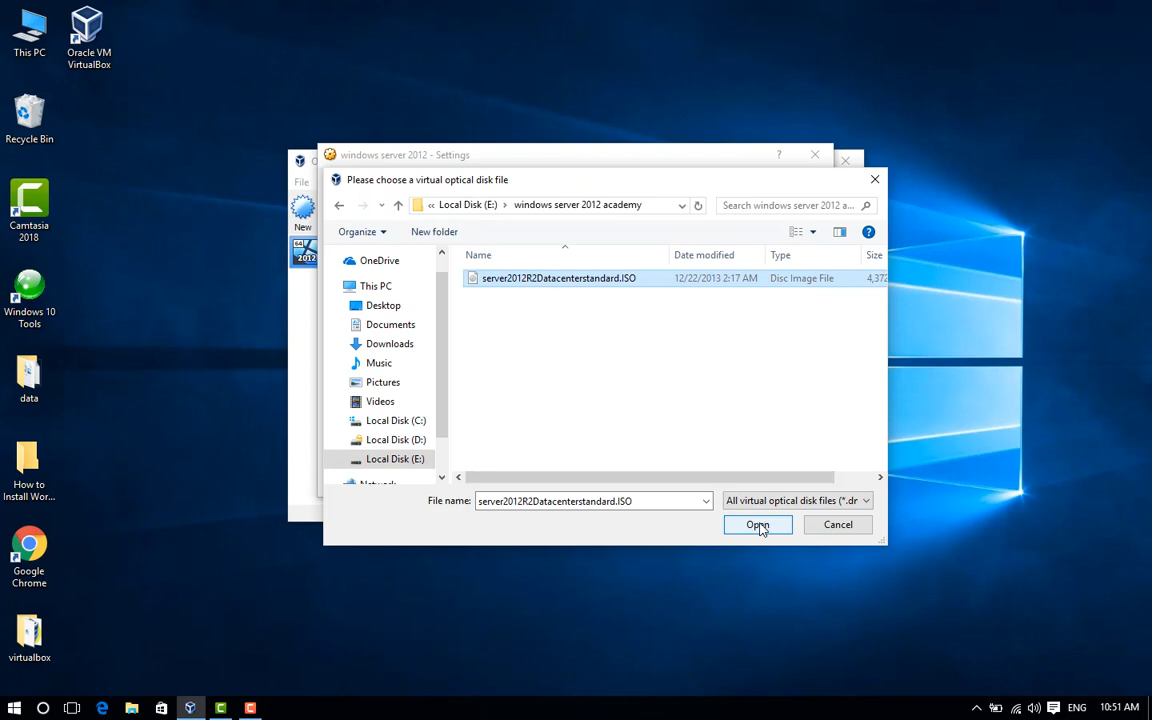 This PC
Oracle VM
VirtualBox
Recycle Bin
Camtasia
2018
Windows 10
Tools
data
How to
Install Wor...
Google
Chrome
virtualbox
windows server 2012 - Settings
?
File
New
64
2012
Please choose a virtual optical disk file
« Local Disk (E:) > windows server 2012 academy
Search windows server 2012 a...
Organize
New folder
Name
Date modified
Type
Size
server2012R2Datacenterstandard.ISO
12/22/2013 2:17 AM
Disc Image File
4,372
OneDrive
This PC
Desktop
Documents
Downloads
Music
Pictures
Videos
Local Disk (C:)
Local Disk (D:)
Local Disk (E:)
File name:
server2012R2Datacenterstandard.ISO
All virtual optical disk files (*.dr
Open
Cancel
ENG
10:51 AM